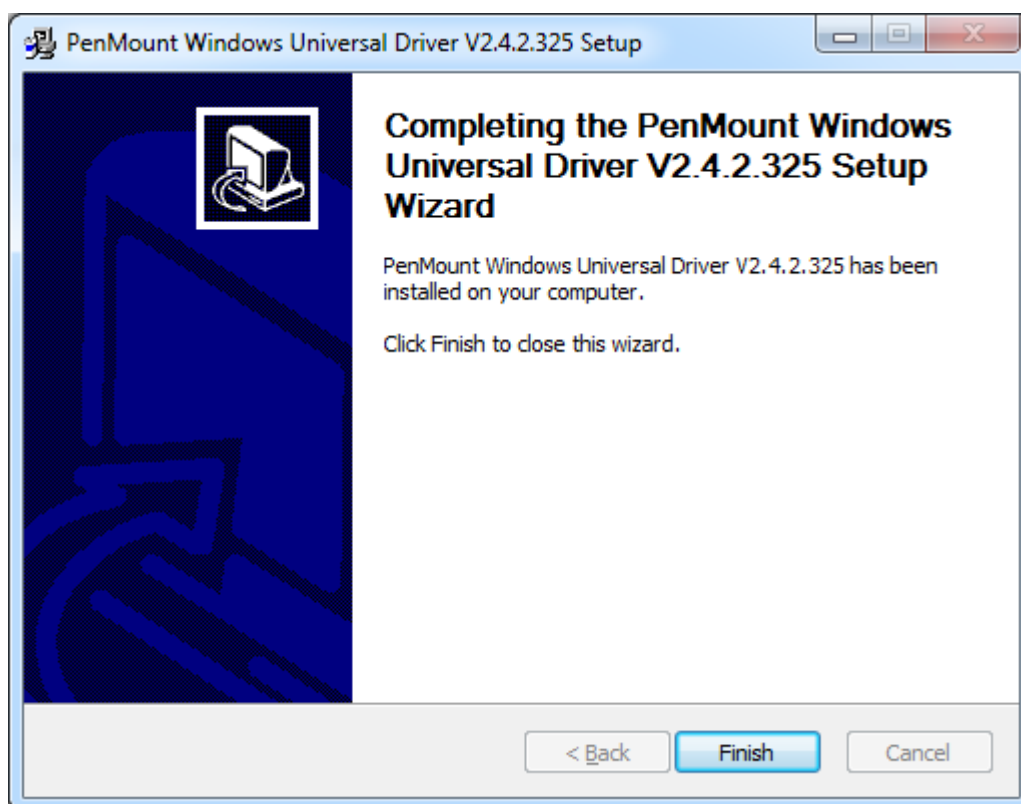 PenMount Windows Universal Driver V2.4.2.325 Setup
Completing the PenMount Windows
Universal Driver V2.4.2.325 Setup
Wizard
PenMount Windows Universal Driver V2.4.2.325 has been
installed on your computer.
Click Finish to close this wizard.
< Back
Finish
Cancel